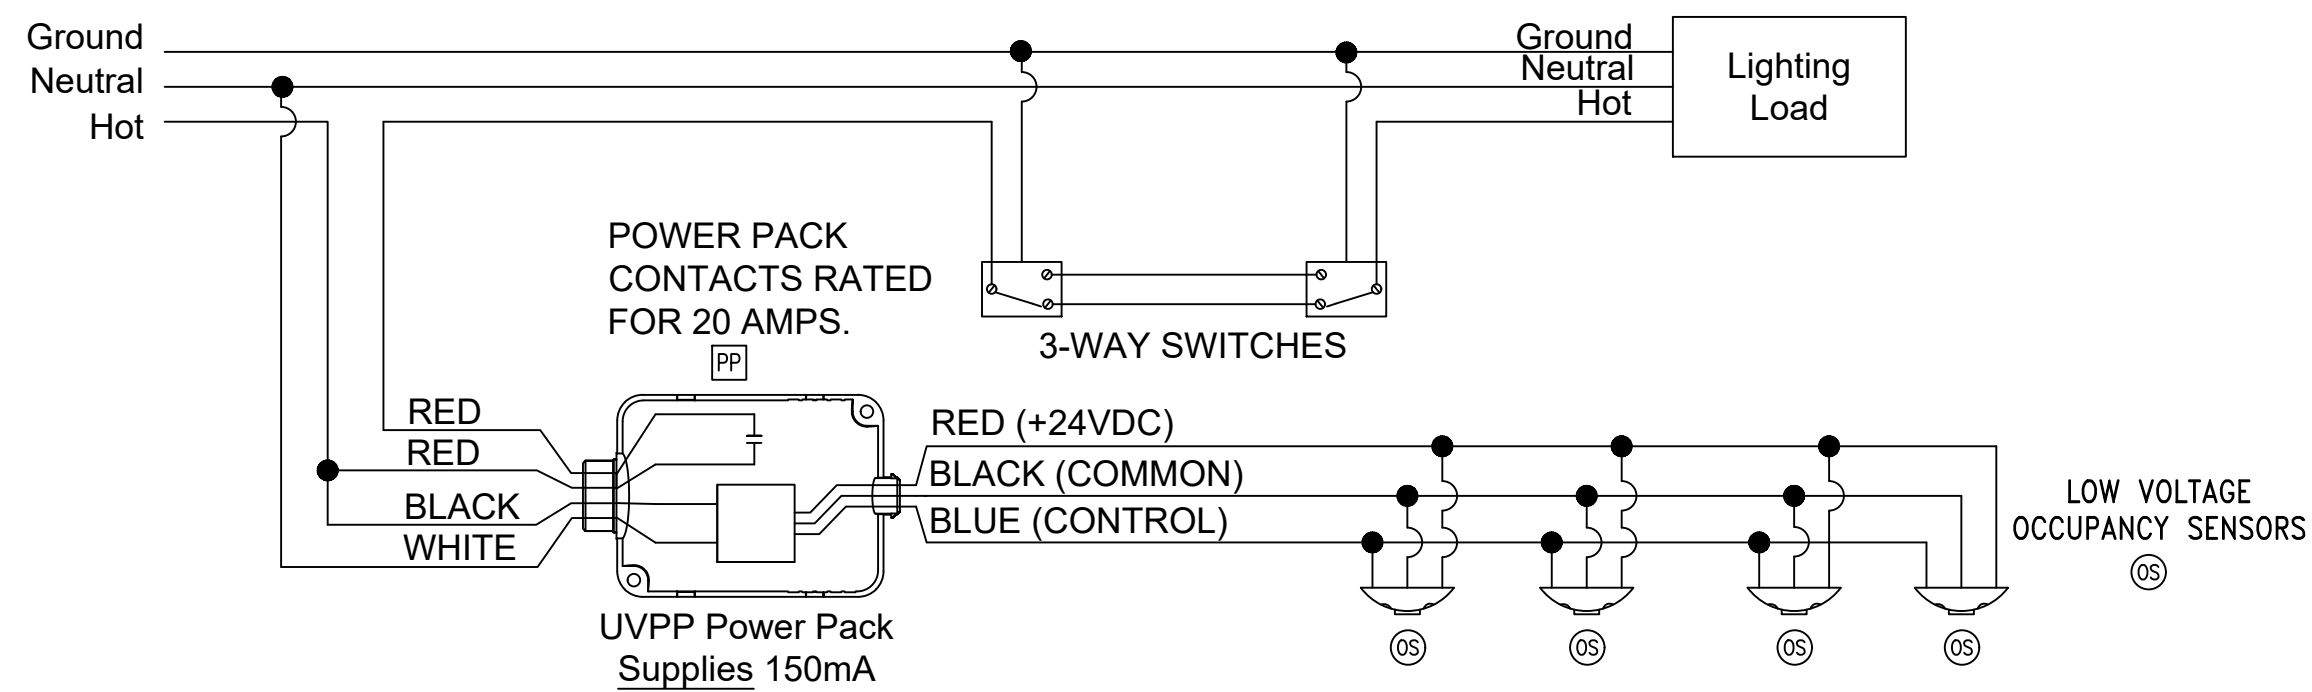 Ground
Neutral
Hot
Ground
Neutral
Hot
Lighting
Load
POWER PACK
CONTACTS RATED
FOR 20 AMPS.
PP
3-WAY SWITCHES
RED
RED
BLACK
WHITE
RED (+24VDC)
BLACK (COMMON)
BLUE (CONTROL)
LOW VOLTAGE
OCCUPANCY SENSORS
OS
UVPP Power Pack
Supplies 150mA
OS
OS
OS
OS